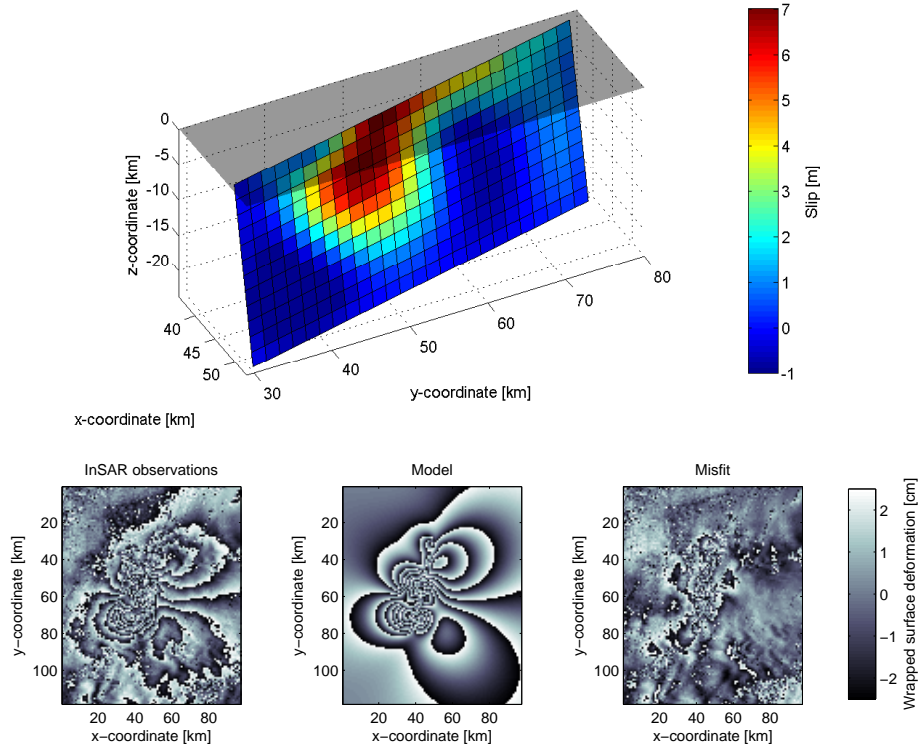 7
6
5
4
3
2
1
0
-1
Slip [m]
0
-5
-10
-15
-20
z-coordinate [km]
40
45
50
x-coordinate [km]
30
40
50
60
70
80
y-coordinate [km]
InSAR observations
20
40
60
80
100
y−coordinate [km]
20 40 60 80
x−coordinate [km]
Model
20
40
60
80
100
y−coordinate [km]
20 40 60 80
x−coordinate [km]
Misfit
20
40
60
80
100
y−coordinate [km]
20 40 60 80
x−coordinate [km]
2
1
0
−1
−2
Wrapped surface deformation [cm]